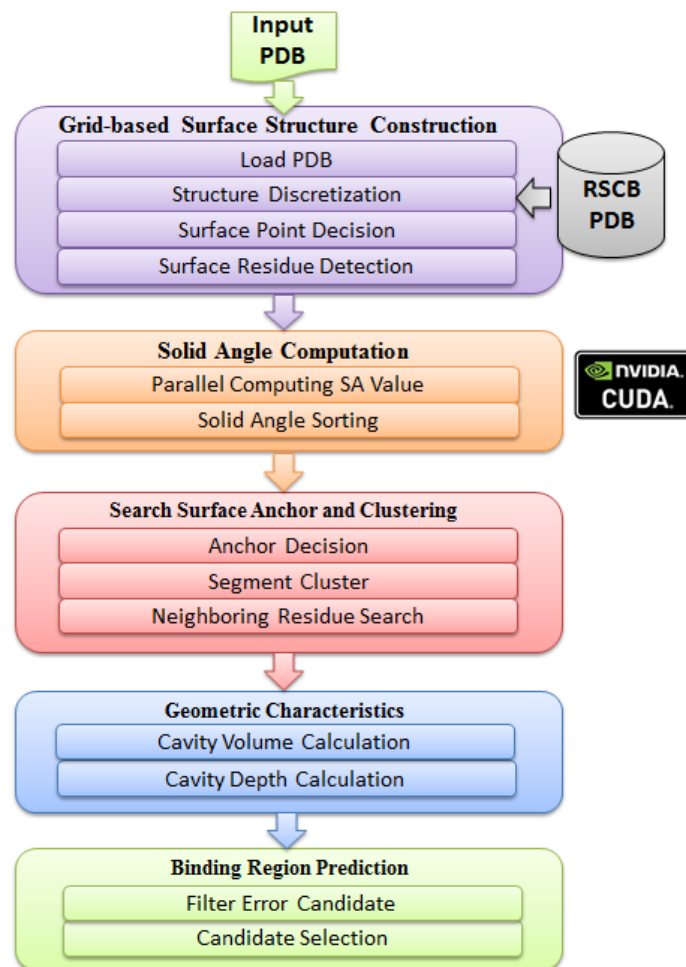 Input
PDB
Grid-based Surface Structure Construction
Load PDB
Structure Discretization
Surface Point Decision
Surface Residue Detection
RSCB
PDB
Solid Angle Computation
Parallel Computing SA Value
Solid Angle Sorting
NVIDIA.
CUDA.
Search Surface Anchor and Clustering
Anchor Decision
Segment Cluster
Neighboring Residue Search
Geometric Characteristics
Cavity Volume Calculation
Cavity Depth Calculation
Binding Region Prediction
Filter Error Candidate
Candidate Selection